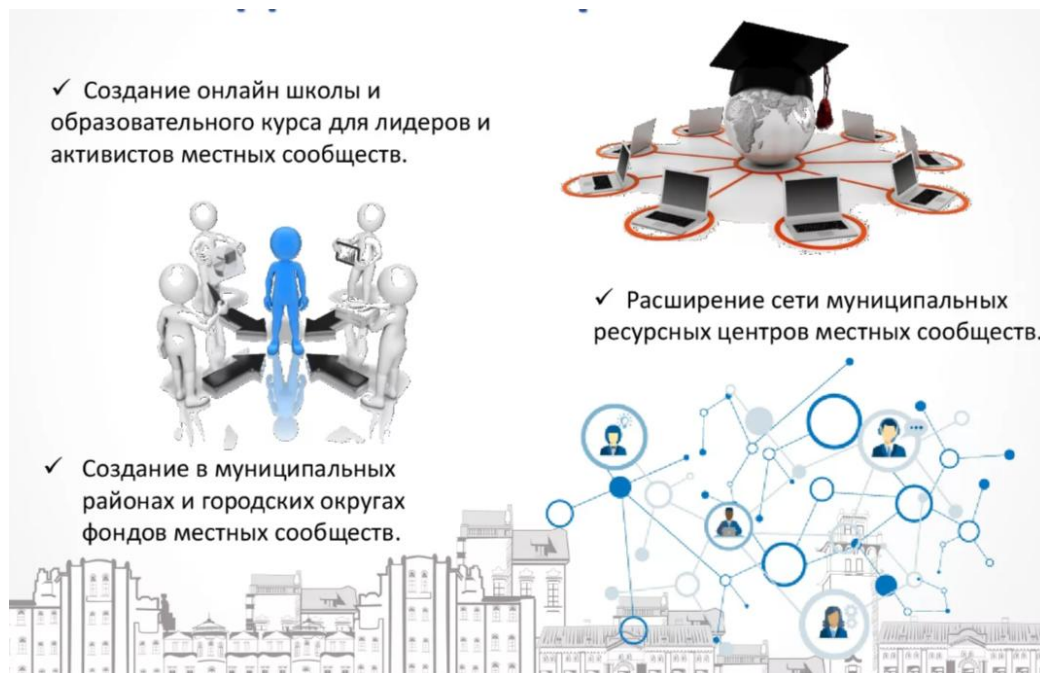 ✓ Создание онлайн школы и
образовательного курса для лидеров и
активистов местных сообществ.
✓ Расширение сети муниципальных
ресурсных центров местных сообществ.
✓ Создание в муниципальных
районах и городских округах
фондов местных сообществ.